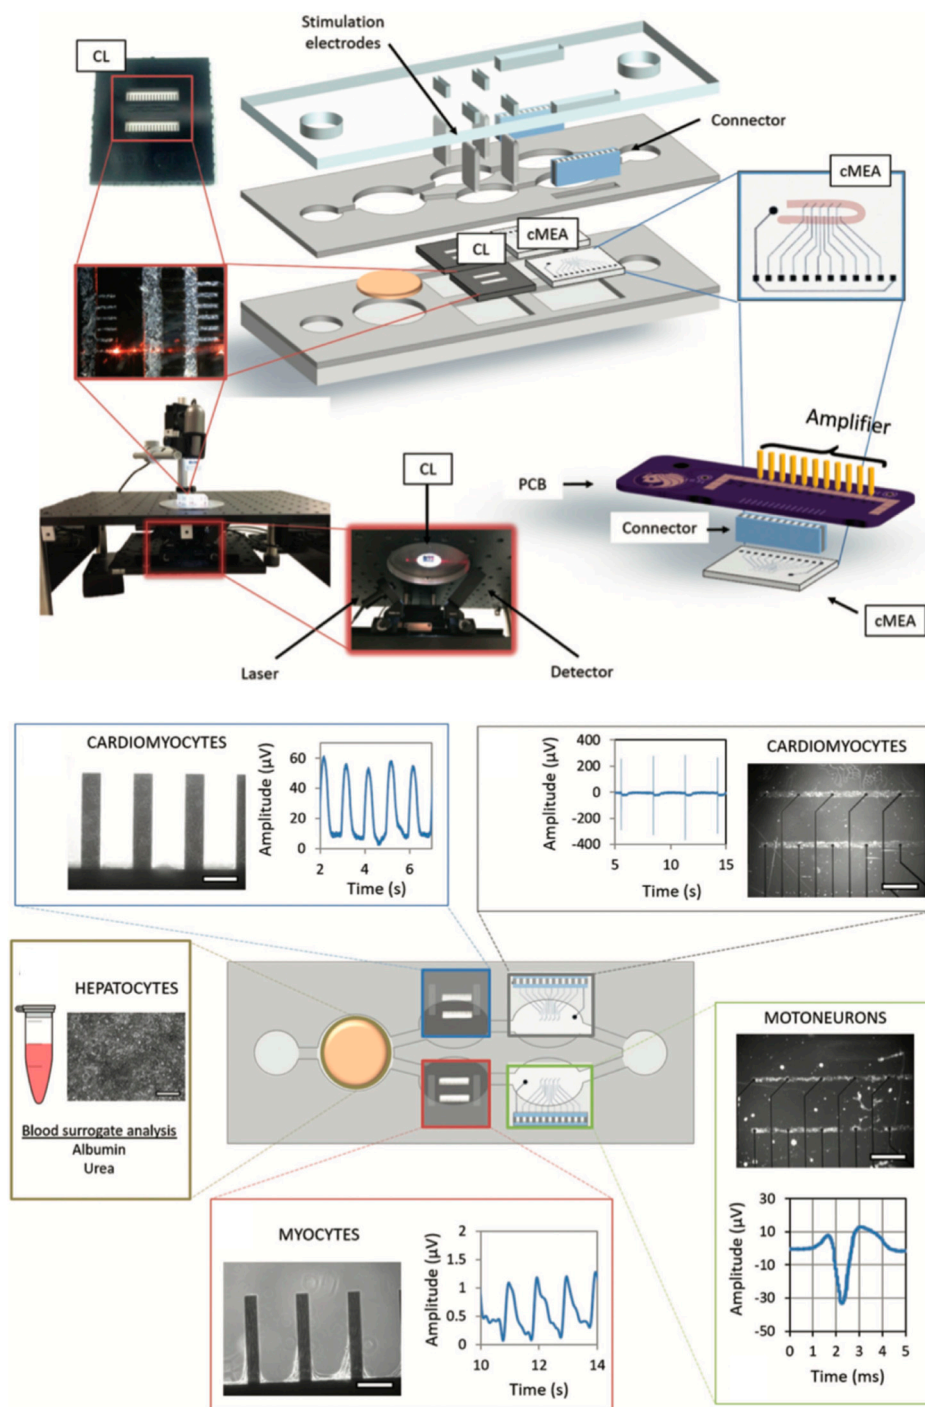 CL
Stimulation
electrodes
Connector
cMEA
cMEA
CL
Amplifier
PCB
CL
Connector
cMEA
Laser
Detector
CARDIOMYOCYTES
Amplitude (µV)
60
40
20
0
2 4 6
Time (s)
Amplitude (µV)
400
200
0
-200
-400
5 10 15
Time (s)
CARDIOMYOCYTES
HEPATOCYTES
Blood surrogate analysis
Albumin
Urea
MOTONEURONS
Amplitude (µV)
30
10
-10
-30
-50
0 1 2 3 4 5
Time (ms)
MYOCYTES
Amplitude (µV)
2
1.5
1
0.5
0
10 12 14
Time (s)